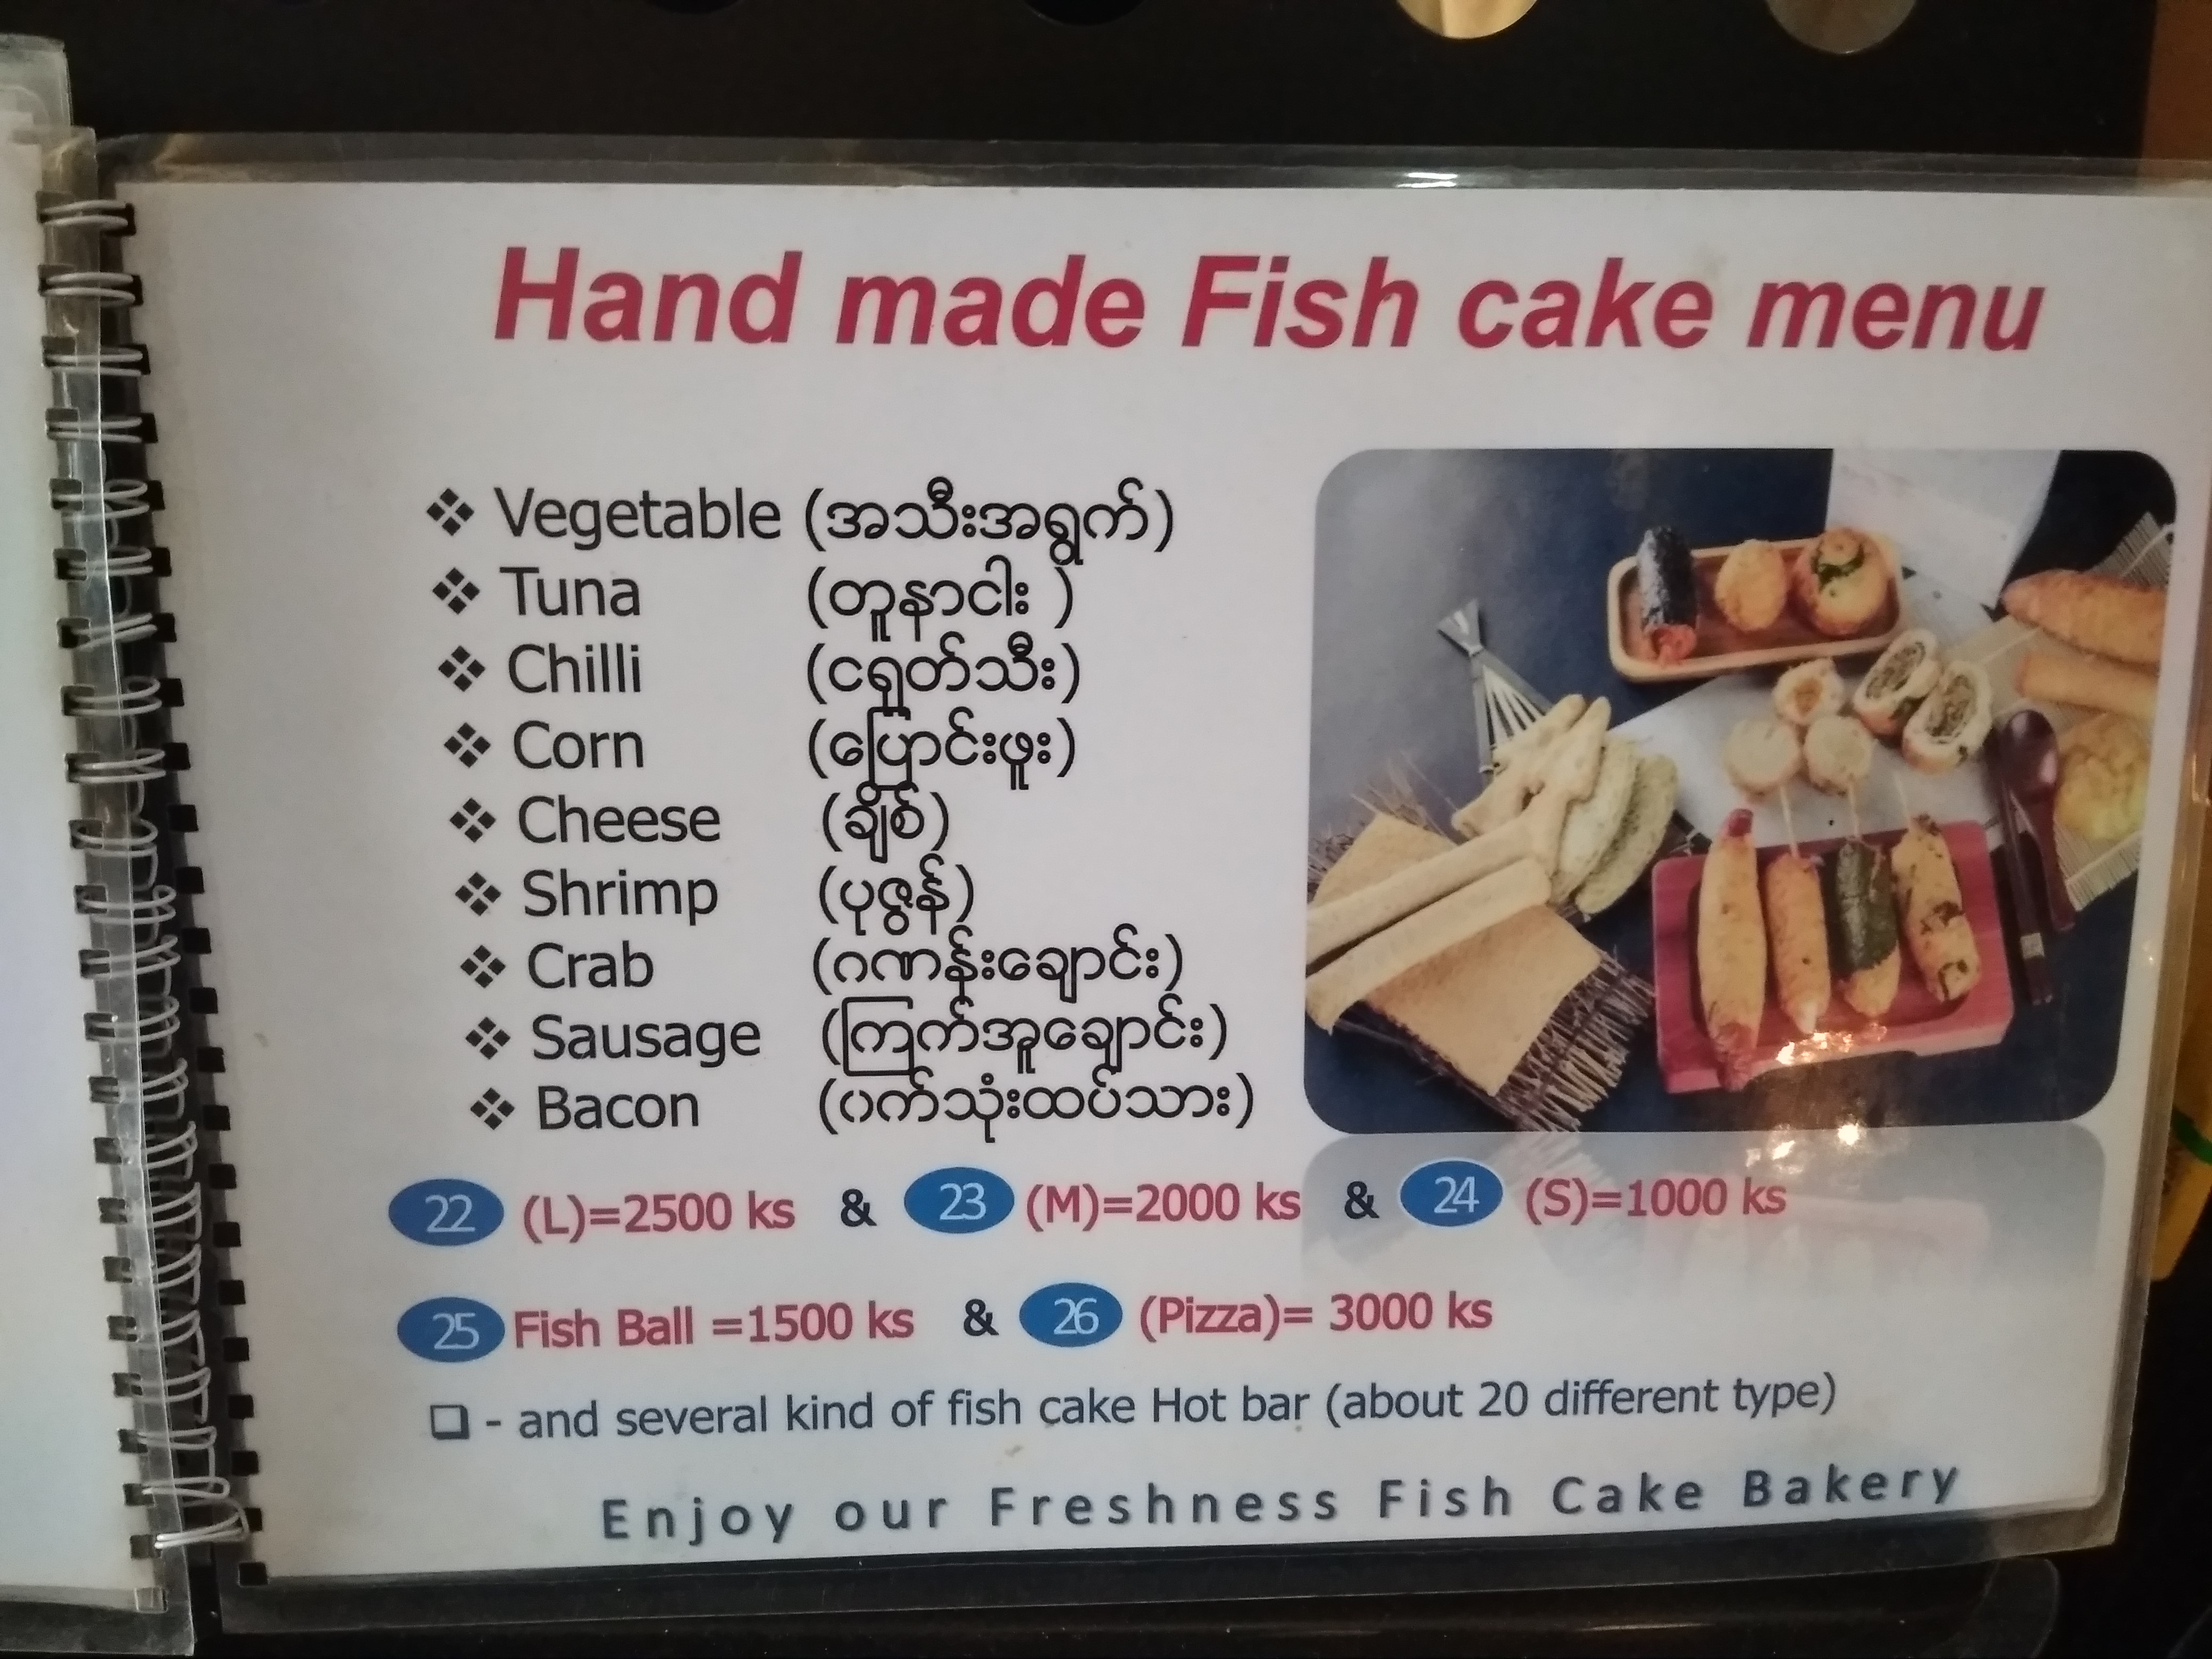 Hand made Fish cake menu
❖ Vegetable (အသီးအရွက်)
❖ Tuna (တူနာငါး )
❖ Chilli (ငရုတ်သီး)
❖ Corn (ပြောင်းဖူး)
❖ Cheese (ချိစ်)
❖ Shrimp (ပုဇွန်)
❖ Crab (ဂဏန်းချောင်း)
❖ Sausage (ကြက်အူချောင်း)
❖ Bacon (ဝက်သုံးထပ်သား)
22 (L)=2500 ks & 23 (M)=2000 ks & 24 (S)=1000 ks
25 Fish Ball =1500 ks & 26 (Pizza)= 3000 ks
❑ - and several kind of fish cake Hot bar (about 20 different type)
Enjoy our Freshness Fish Cake Bakery